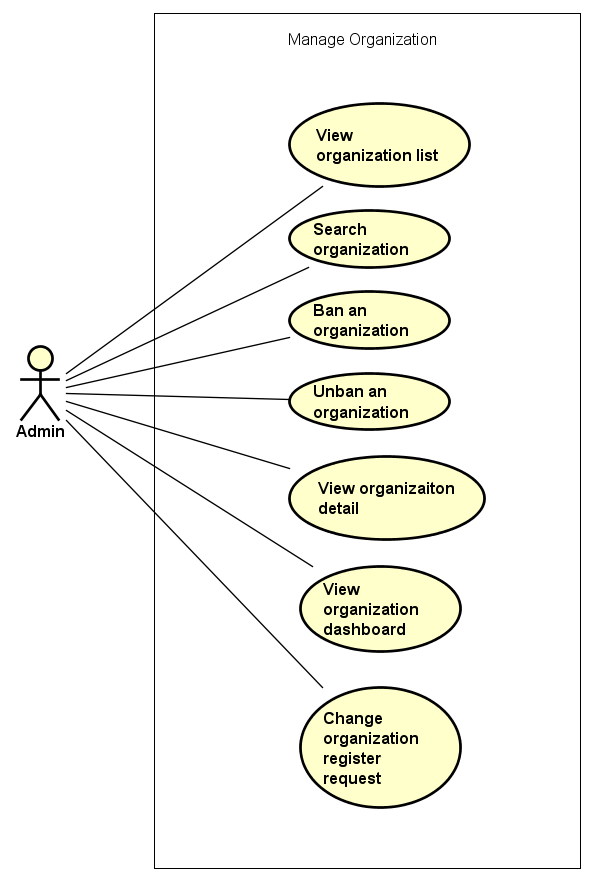 Manage Organization
View
organization list
Search
organization
Ban an
organization
Unban an
organization
Admin
View organizaiton
detail
View
organization
dashboard
Change
organization
register
request